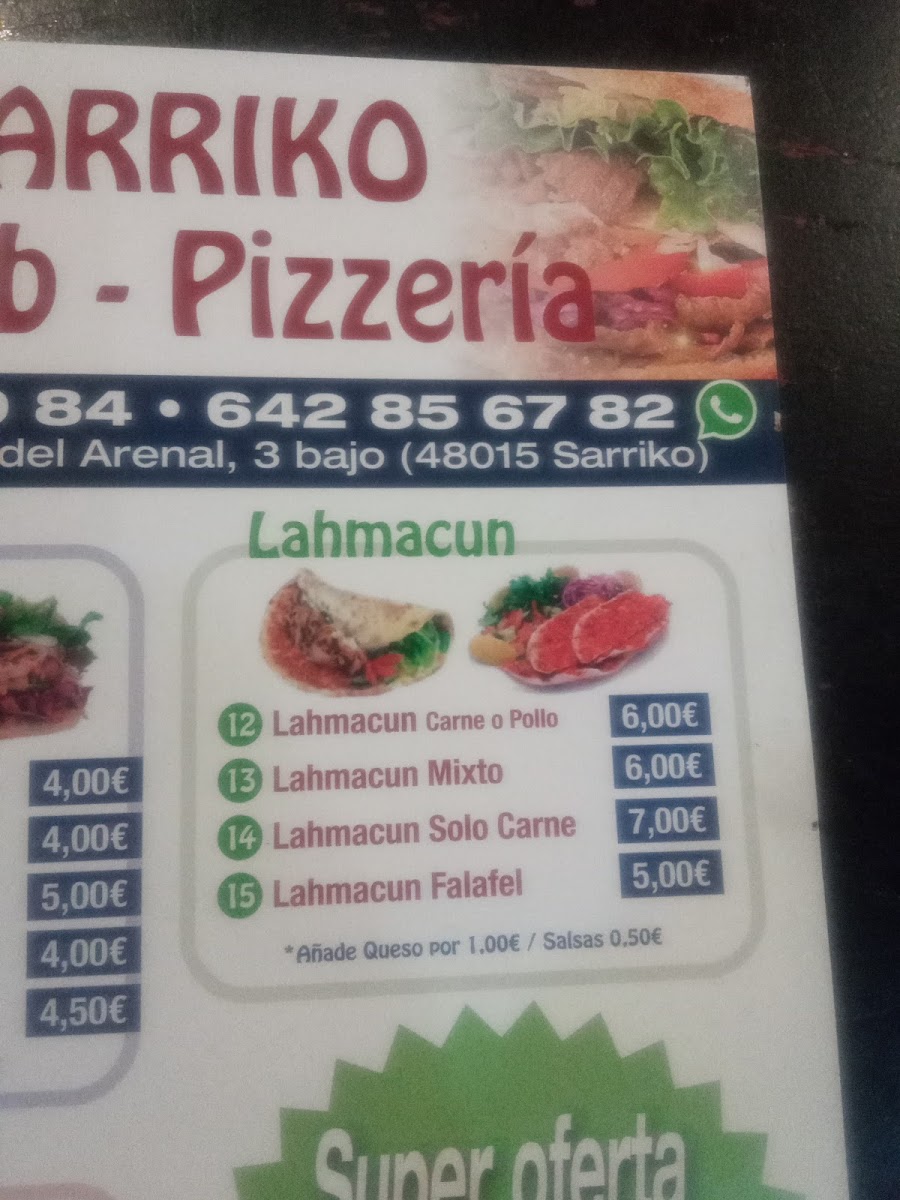 ARRIKO
b - Pizzería
84 • 642 85 67 82
del Arenal, 3 bajo (48015 Sarriko)
4,00€
4,00€
5,00€
4,00€
4,50€
Lahmacun
12 Lahmacun Carne o Pollo 6,00€
13 Lahmacun Mixto 6,00€
14 Lahmacun Solo Carne 7,00€
15 Lahmacun Falafel 5,00€
*Añade Queso por 1.00€ / Salsas 0.50€
Super oferta